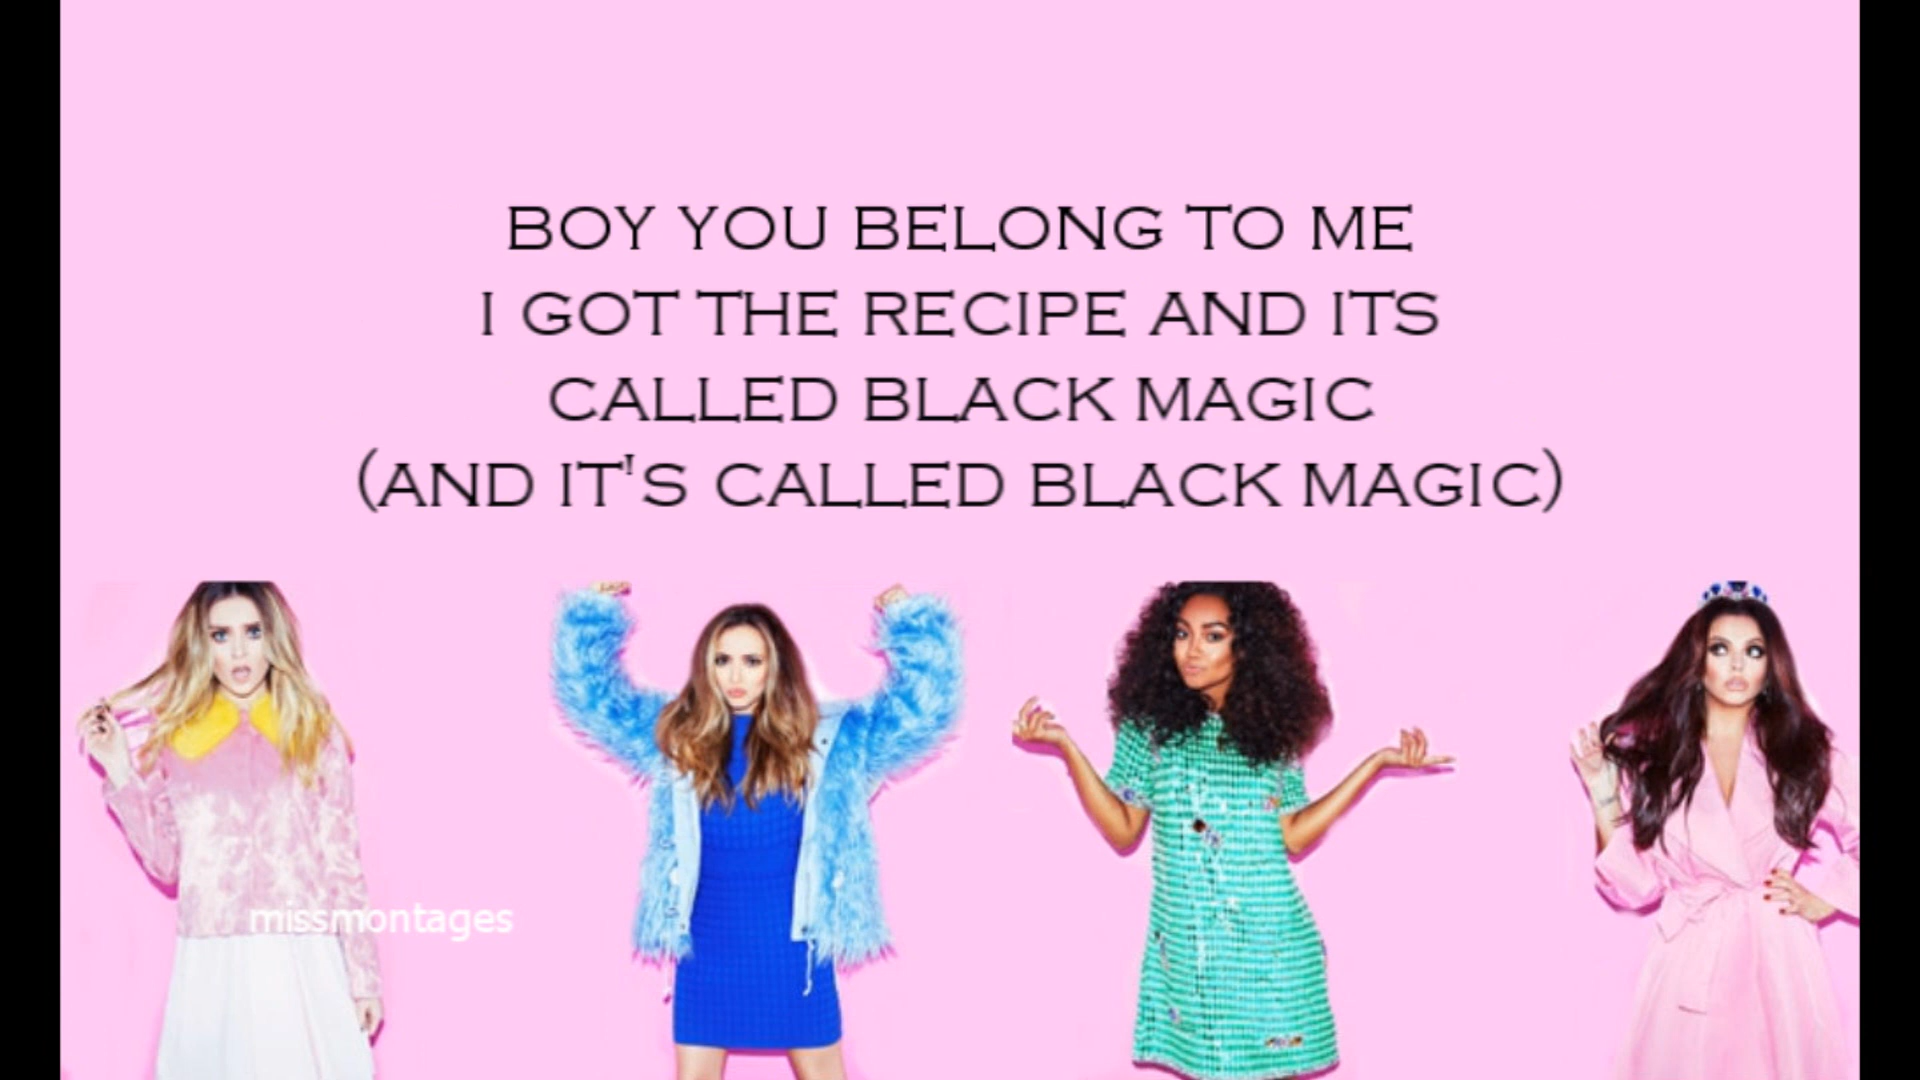 BOY YOU BELONG TO ME
I GOT THE RECIPE AND ITS
CALLED BLACK MAGIC
(AND IT'S CALLED BLACK MAGIC)
missmontages